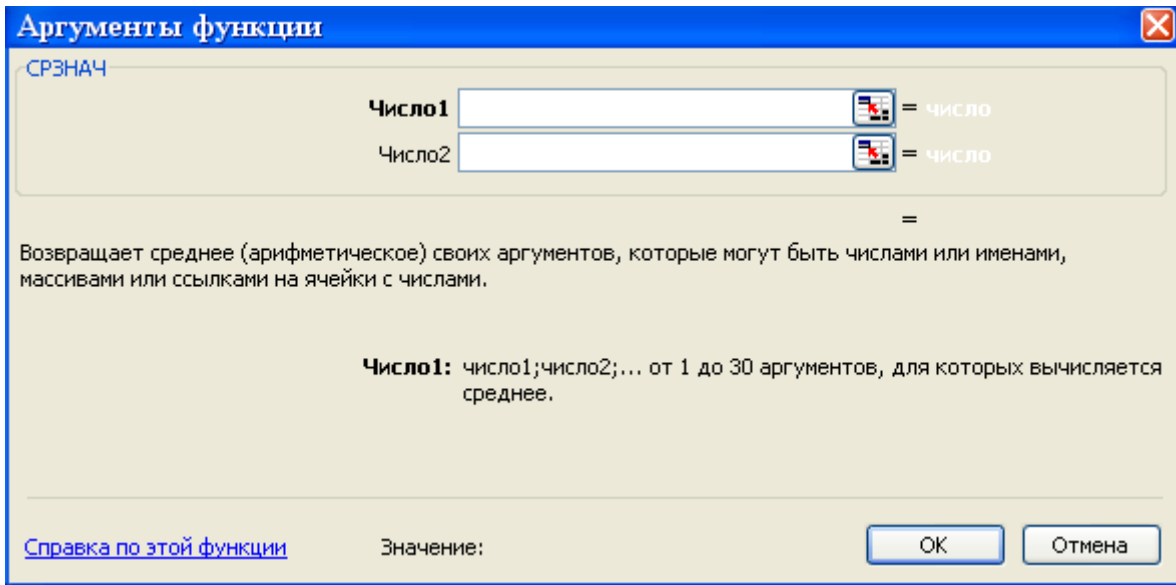 Аргументы функции
СРЗНАЧ
Число1 = число
Число2 = число
=
Возвращает среднее (арифметическое) своих аргументов, которые могут быть числами или именами,
массивами или ссылками на ячейки с числами.
Число1: число1;число2;... от 1 до 30 аргументов, для которых вычисляется
среднее.
Справка по этой функции Значение: ОК Отмена